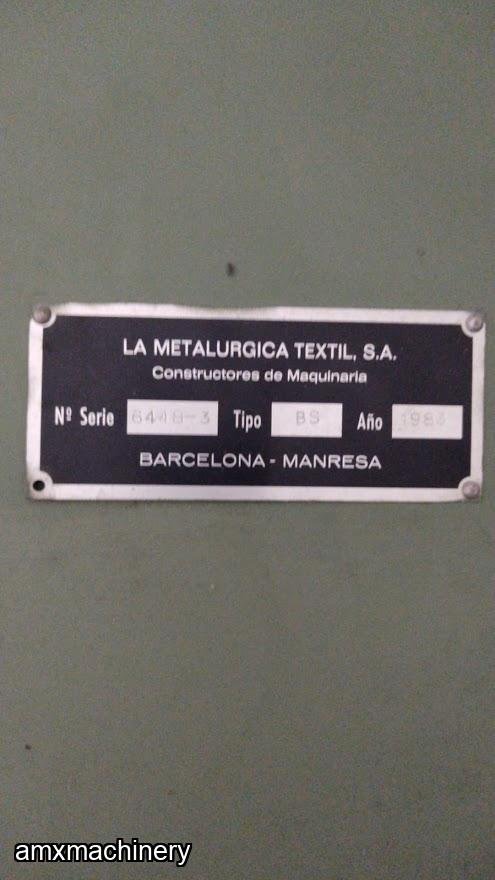 LA METALURGICA TEXTIL, S.A.
Constructores de Maquinaria
Nº Serie 6448-3 Tipo BS Año
BARCELONA - MANRESA
amxmachinery